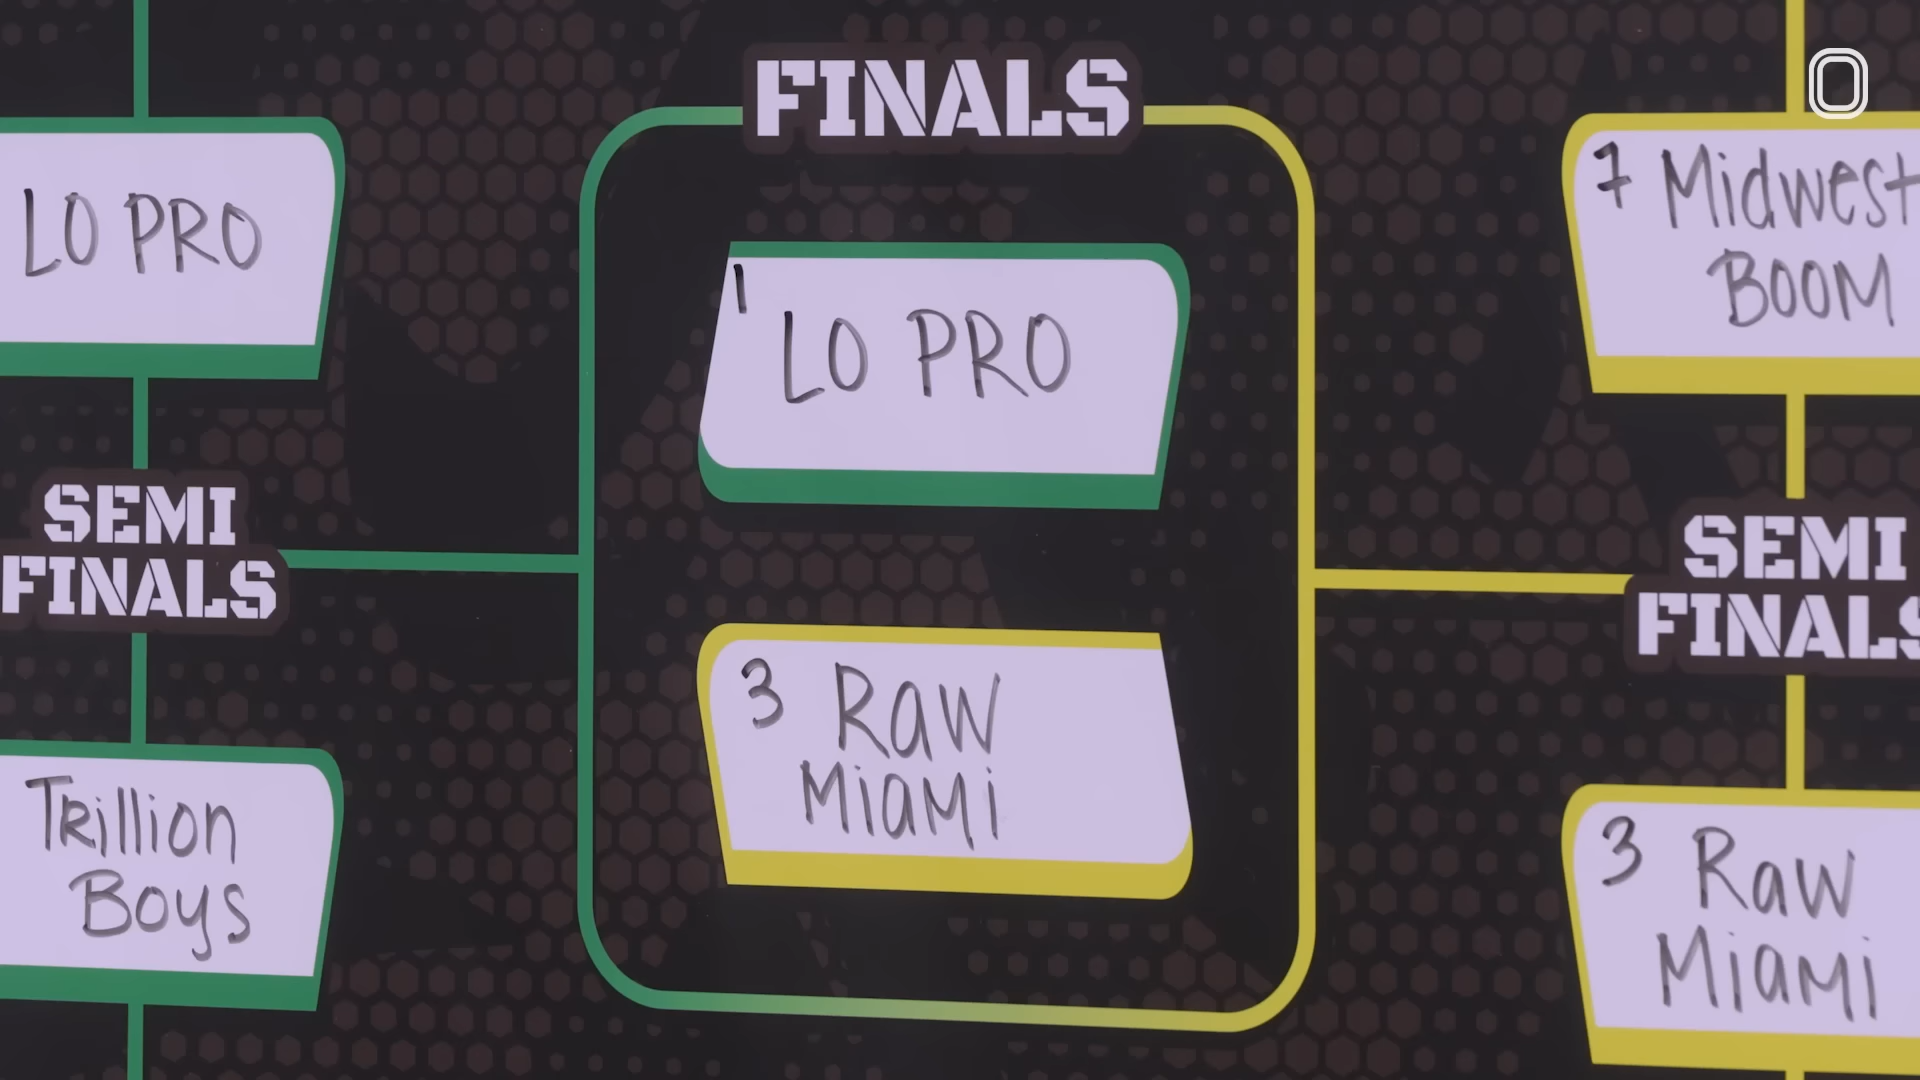 FINALS
LO PRO
SEMI
FINALS
Trillion
Boys
1
LO PRO
3 Raw
Miami
7 Midwest
BOOM
SEMI
FINALS
3 Raw
Miami